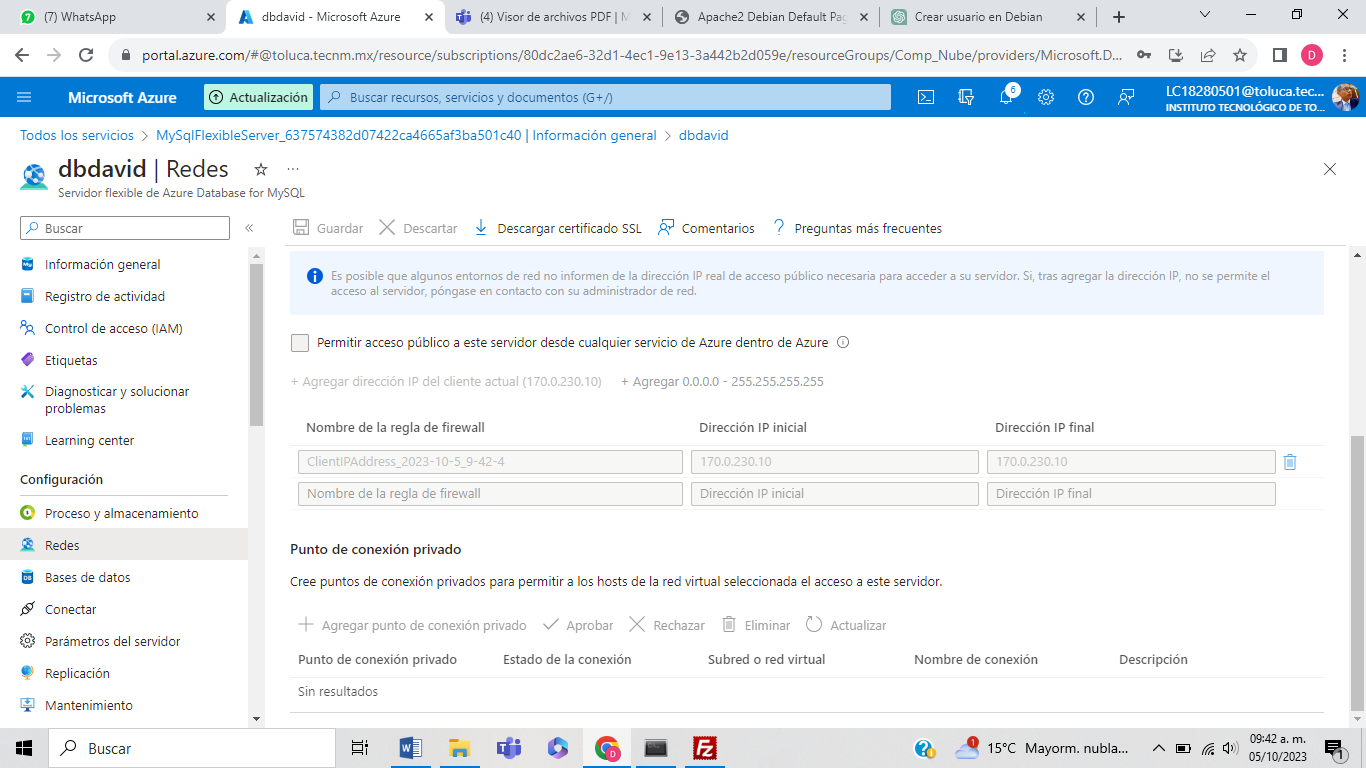 WhatsApp
dbdavid - Microsoft Azure
(4) Visor de archivos PDF | M
Apache2 Debian Default Pag
Crear usuario en Debian
portal.azure.com/#@toluca.tecnm.mx/resource/subscriptions/80dc2ae6-32d1-4ec1-9e13-3a442b2d059e/resourceGroups/Comp_Nube/providers/Microsoft.D...
D
Microsoft Azure
Actualización
Buscar recursos, servicios y documentos (G+/)
6
LC18280501@toluca.tec...
INSTITUTO TECNOLÓGICO DE TO...
Todos los servicios > MySqlFlexibleServer_637574382d07422ca4665af3ba501c40 | Información general > dbdavid
dbdavid | Redes
Servidor flexible de Azure Database for MySQL
Buscar
Guardar
Descartar
Descargar certificado SSL
Comentarios
Preguntas más frecuentes
Información general
Registro de actividad
Control de acceso (IAM)
Etiquetas
Diagnosticar y solucionar
problemas
Learning center
Configuración
Proceso y almacenamiento
Redes
Bases de datos
Conectar
Parámetros del servidor
Replicación
Mantenimiento
Es posible que algunos entornos de red no informen de la dirección IP real de acceso público necesaria para acceder a su servidor. Si, tras agregar la dirección IP, no se permite el
acceso al servidor, póngase en contacto con su administrador de red.
Permitir acceso público a este servidor desde cualquier servicio de Azure dentro de Azure
+ Agregar dirección IP del cliente actual (170.0.230.10)
+ Agregar 0.0.0.0 - 255.255.255.255
Nombre de la regla de firewall
Dirección IP inicial
Dirección IP final
ClientIPAddress_2023-10-5_9-42-4
170.0.230.10
170.0.230.10
Nombre de la regla de firewall
Dirección IP inicial
Dirección IP final
Punto de conexión privado
Cree puntos de conexión privados para permitir a los hosts de la red virtual seleccionada el acceso a este servidor.
Agregar punto de conexión privado
Aprobar
Rechazar
Eliminar
Actualizar
Punto de conexión privado
Estado de la conexión
Subred o red virtual
Nombre de conexión
Descripción
Sin resultados
Buscar
1
15°C
Mayorm. nubla...
09:42 a. m.
05/10/2023
1